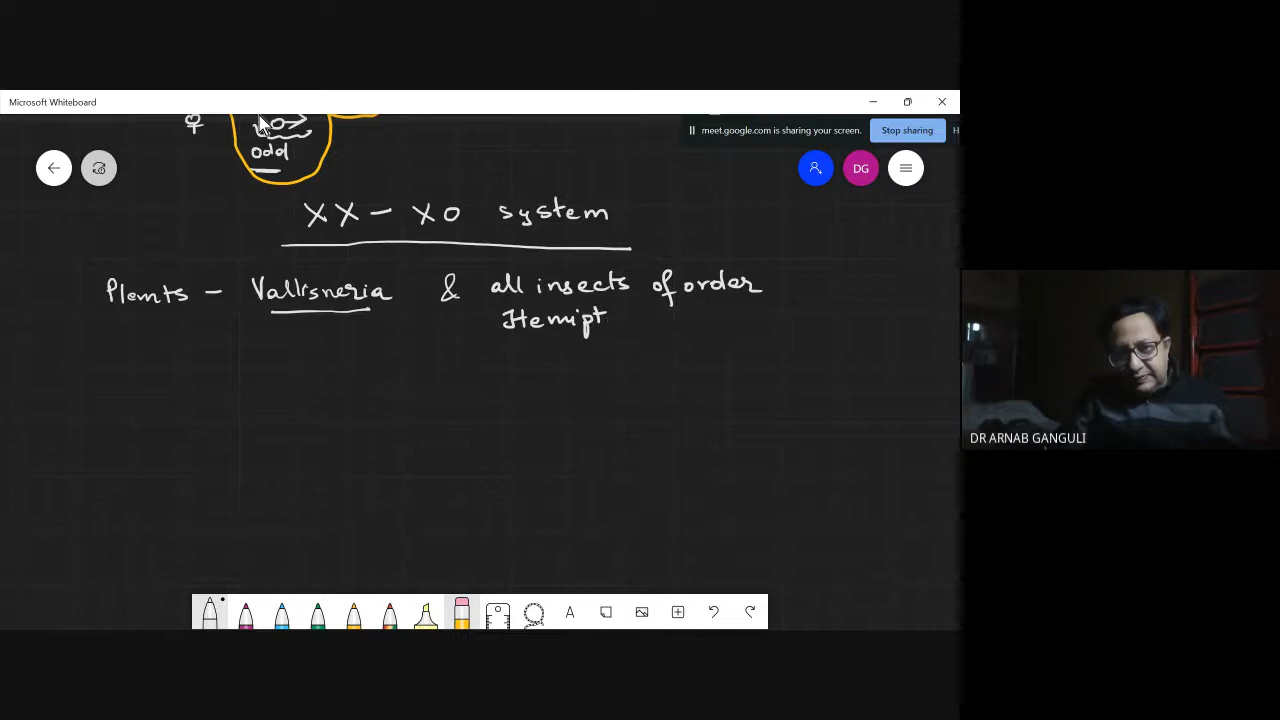 Microsoft Whiteboard
odd
meet.google.com is sharing your screen.
Stop sharing
H
DG
XX - XO system
Plants - Vallisneria & all insects of order
Hemipt
DR ARNAB GANGULI
A